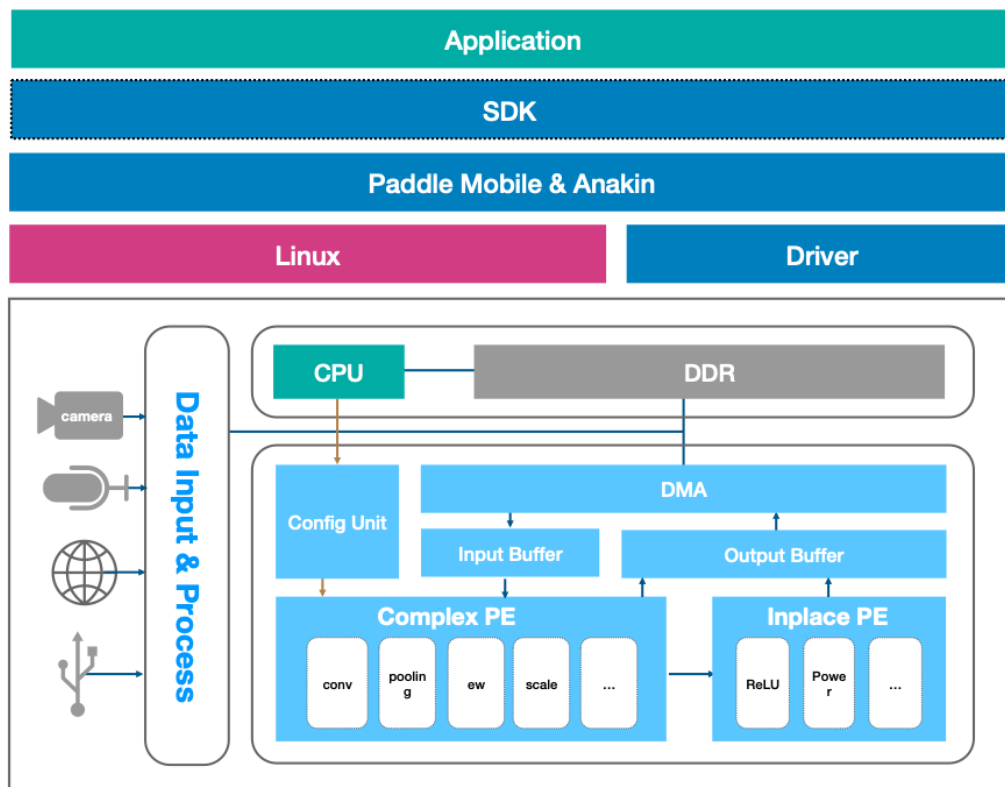 Application
SDK
Paddle Mobile & Anakin
Linux
Driver
camera
Data Input & Process
CPU
DDR
Config Unit
DMA
Input Buffer
Output Buffer
Complex PE
conv
poolin
g
ew
scale
...
Inplace PE
ReLU
Powe
r
...